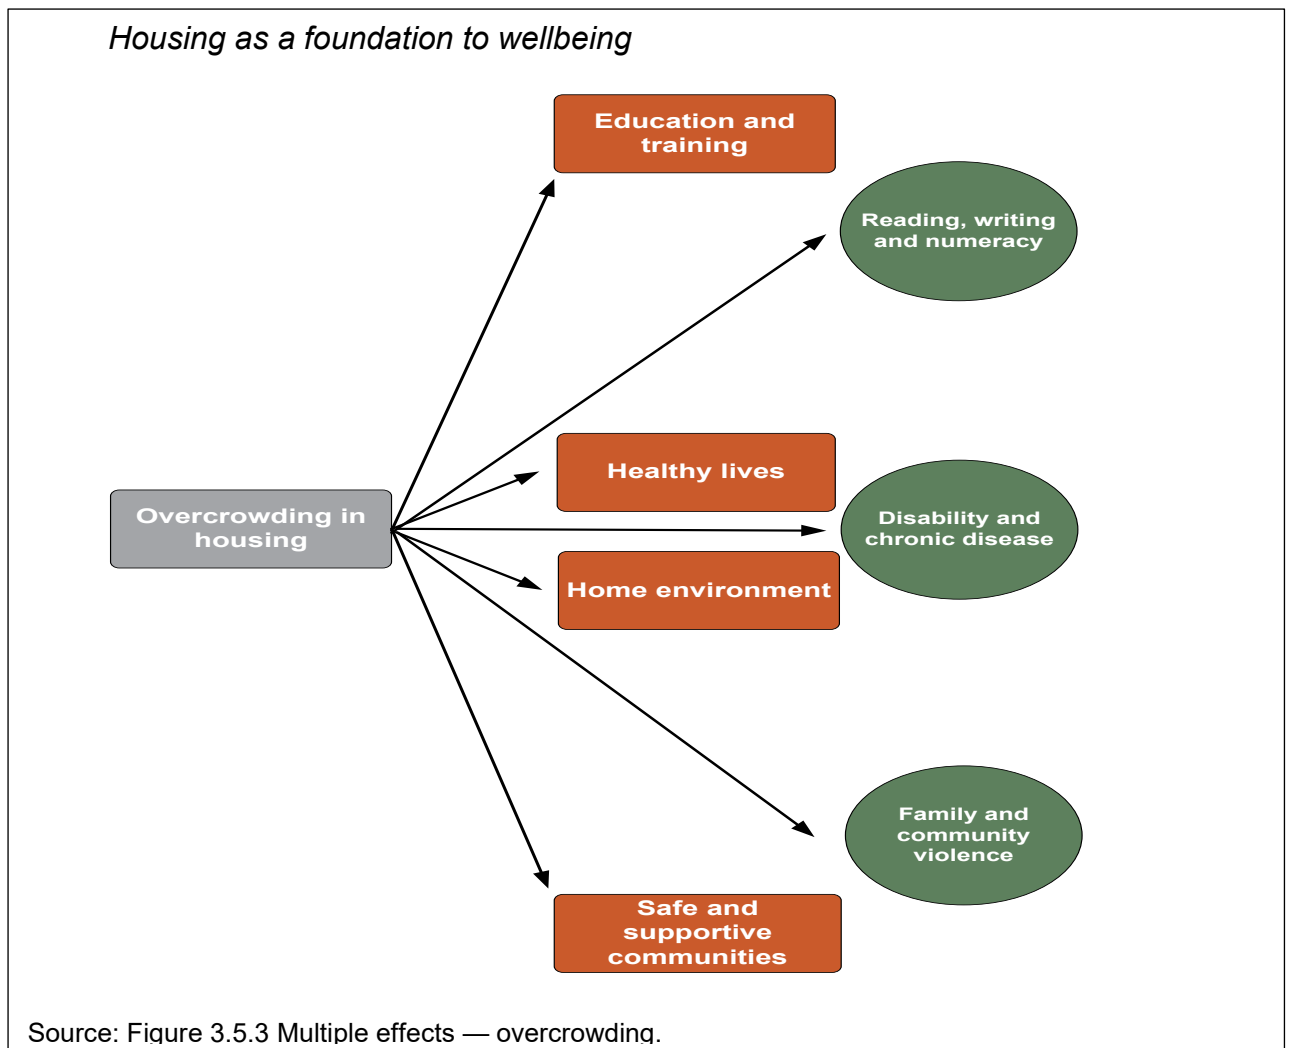 Housing as a foundation to wellbeing
Education and
training
Reading, writing
and numeracy
Healthy lives
Overcrowding in
housing
Disability and
chronic disease
Home environment
Family and
community
violence
Safe and
supportive
communities
Source: Figure 3.5.3 Multiple effects — overcrowding.